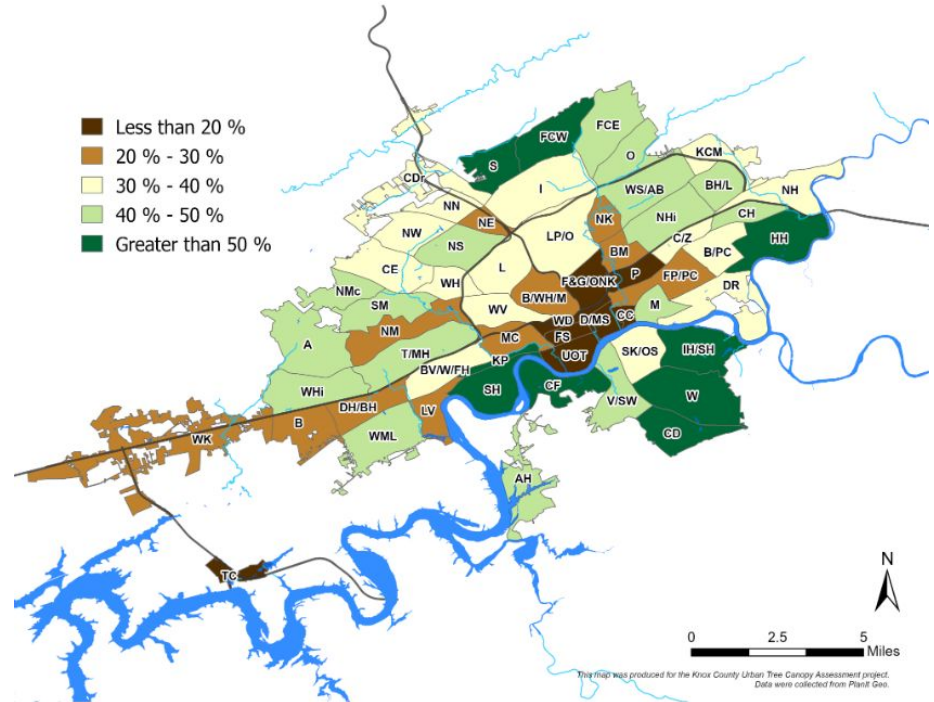 Less than 20 %
20 % - 30 %
30 % - 40 %
40 % - 50 %
Greater than 50 %
FCW
FCE
S
O
KCM
CDr
I
WS/AB
BH/L
NH
NN
NE
NK
NHi
CH
NW
NS
LP/O
BM
C/Z
B/PC
HH
CE
WH
L
F&G/ONK
P
FP/PC
DR
NMc
SM
B/WH/M
M
WV
WD
D/MS
CC
NM
MC
FS
A
T/MH
KP
UOT
SK/OS
IH/SH
BV/W/FH
WHi
SH
CF
V/SW
W
DH/BH
LV
B
WK
WML
CD
AH
TC
N
0 2.5 5
Miles
This map was produced for the Knox County Urban Tree Canopy Assessment project.
Data were collected from Planit Geo.